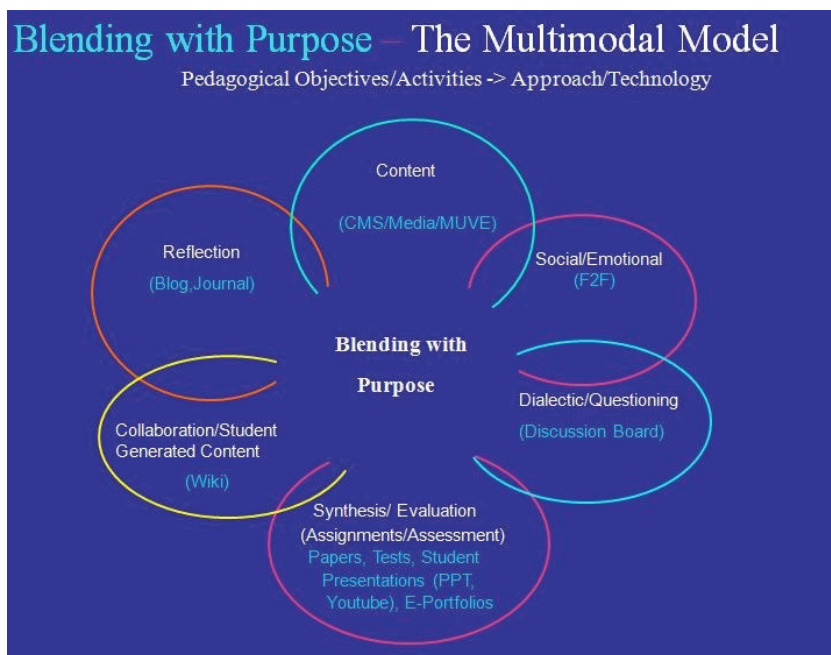 Blending with Purpose – The Multimodal Model
Pedagogical Objectives/Activities -> Approach/Technology
Content
(CMS/Media/MUVE)
Reflection
(Blog,Journal)
Social/Emotional
(F2F)
Blending with
Purpose
Dialectic/Questioning
(Discussion Board)
Collaboration/Student
Generated Content
(Wiki)
Synthesis/ Evaluation
(Assignments/Assessment)
Papers, Tests, Student
Presentations (PPT,
Youtube), E-Portfolios